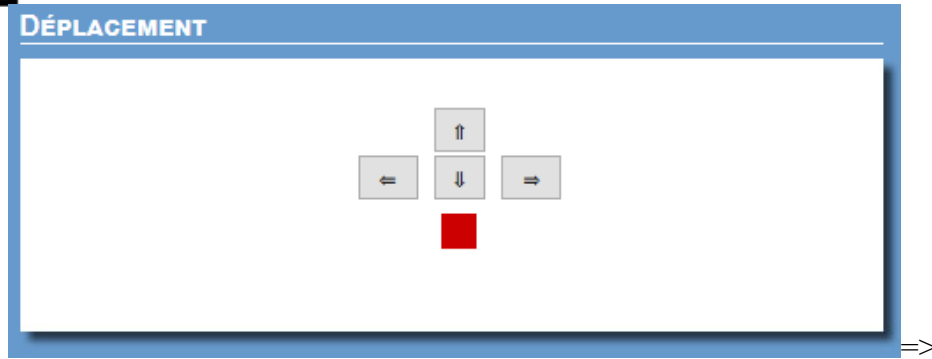 DÉPLACEMENT
⇑
⇐ ⇓ ⇒
=>